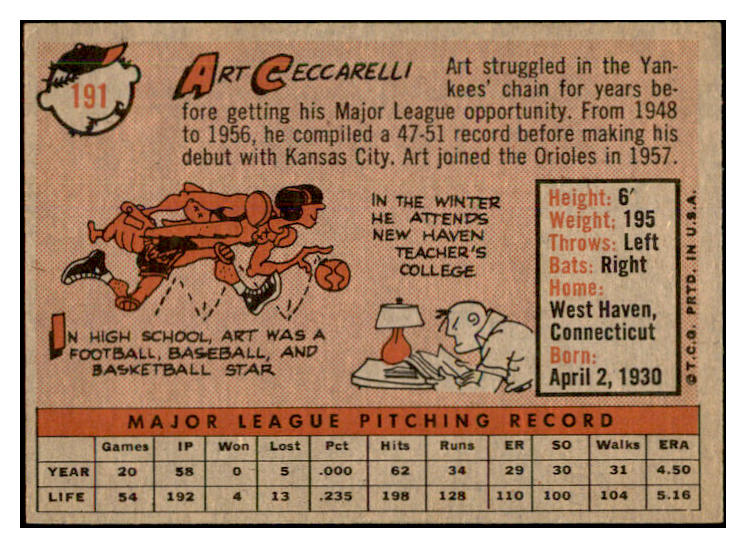 191
ART CECCARELLI
Art struggled in the Yan-
kees' chain for years be-
fore getting his Major League opportunity. From 1948
to 1956, he compiled a 47-51 record before making his
debut with Kansas City. Art joined the Orioles in 1957.
IN THE WINTER
HE ATTENDS
NEW HAVEN
TEACHER'S
COLLEGE
IN HIGH SCHOOL, ART WAS A
FOOTBALL, BASEBALL, AND
BASKETBALL STAR
Height: 6'
Weight: 195
Throws: Left
Bats: Right
Home:
West Haven,
Connecticut
Born:
April 2, 1930
© T.C.G. PRTD. IN U.S.A.
MAJOR LEAGUE PITCHING RECORD
Games IP Won Lost Pct Hits Runs ER SO Walks ERA
YEAR 20 58 0 5 .000 62 34 29 30 31 4.50
LIFE 54 192 4 13 .235 198 128 110 100 104 5.16